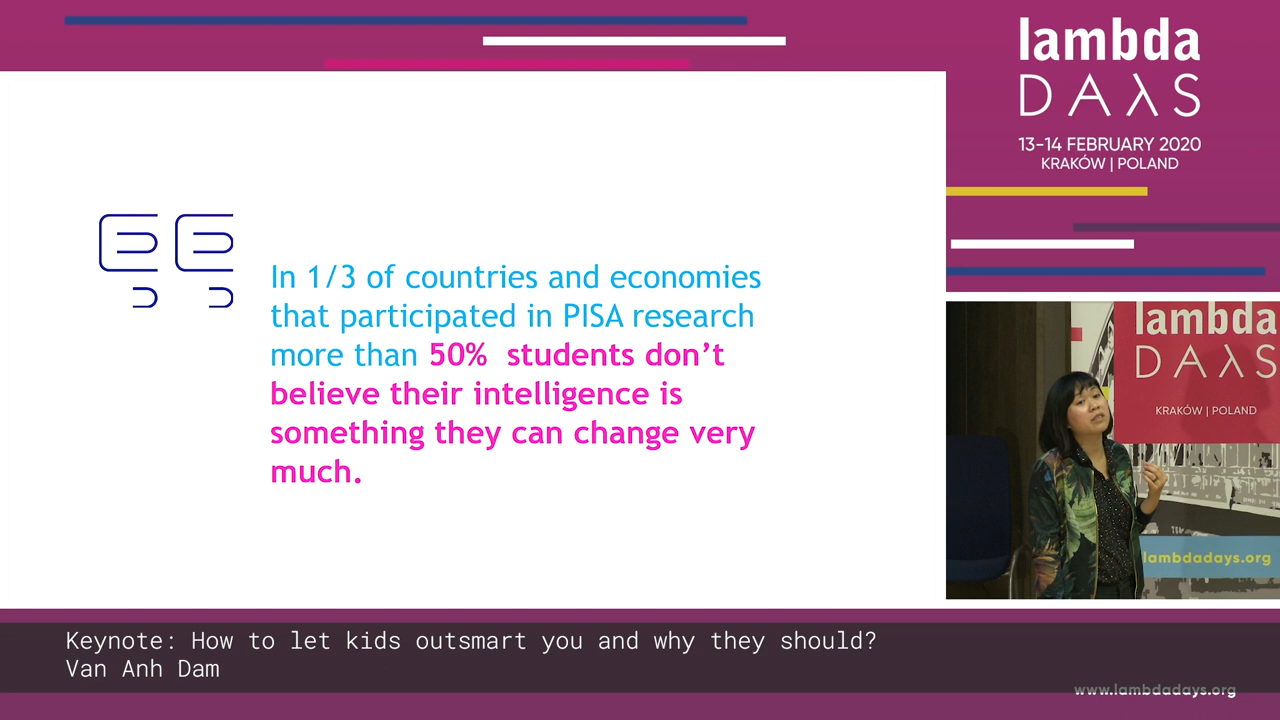 lambda
DAλS
13-14 FEBRUARY 2020
KRAKÓW | POLAND
In 1/3 of countries and economies
that participated in PISA research
more than 50% students don't
believe their intelligence is
something they can change very
much.
lambda
DAλS
KRAKÓW | POLAND
lambdadays.org
Keynote: How to let kids outsmart you and why they should?
Van Anh Dam
www.lambdadays.org